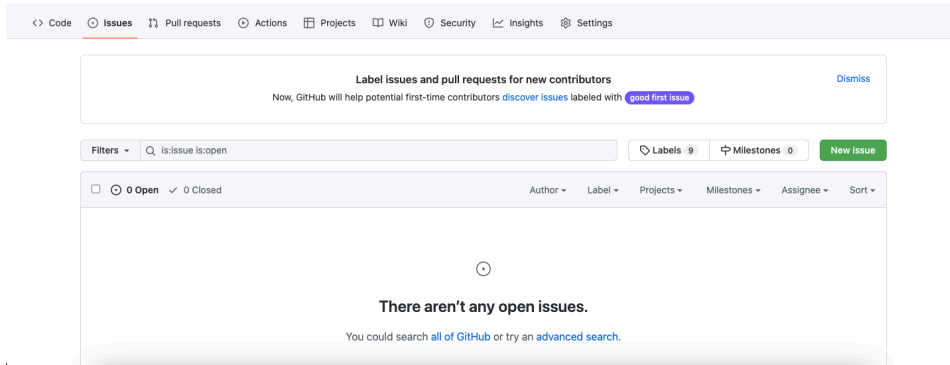 Code Issues Pull requests Actions Projects Wiki Security Insights Settings
Label issues and pull requests for new contributors
Dismiss
Now, GitHub will help potential first-time contributors discover issues labeled with good first issue
Filters is:issue is:open Labels 9 Milestones 0 New issue
0 Open 0 Closed Author Label Projects Milestones Assignee Sort
There aren’t any open issues.
You could search all of GitHub or try an advanced search.